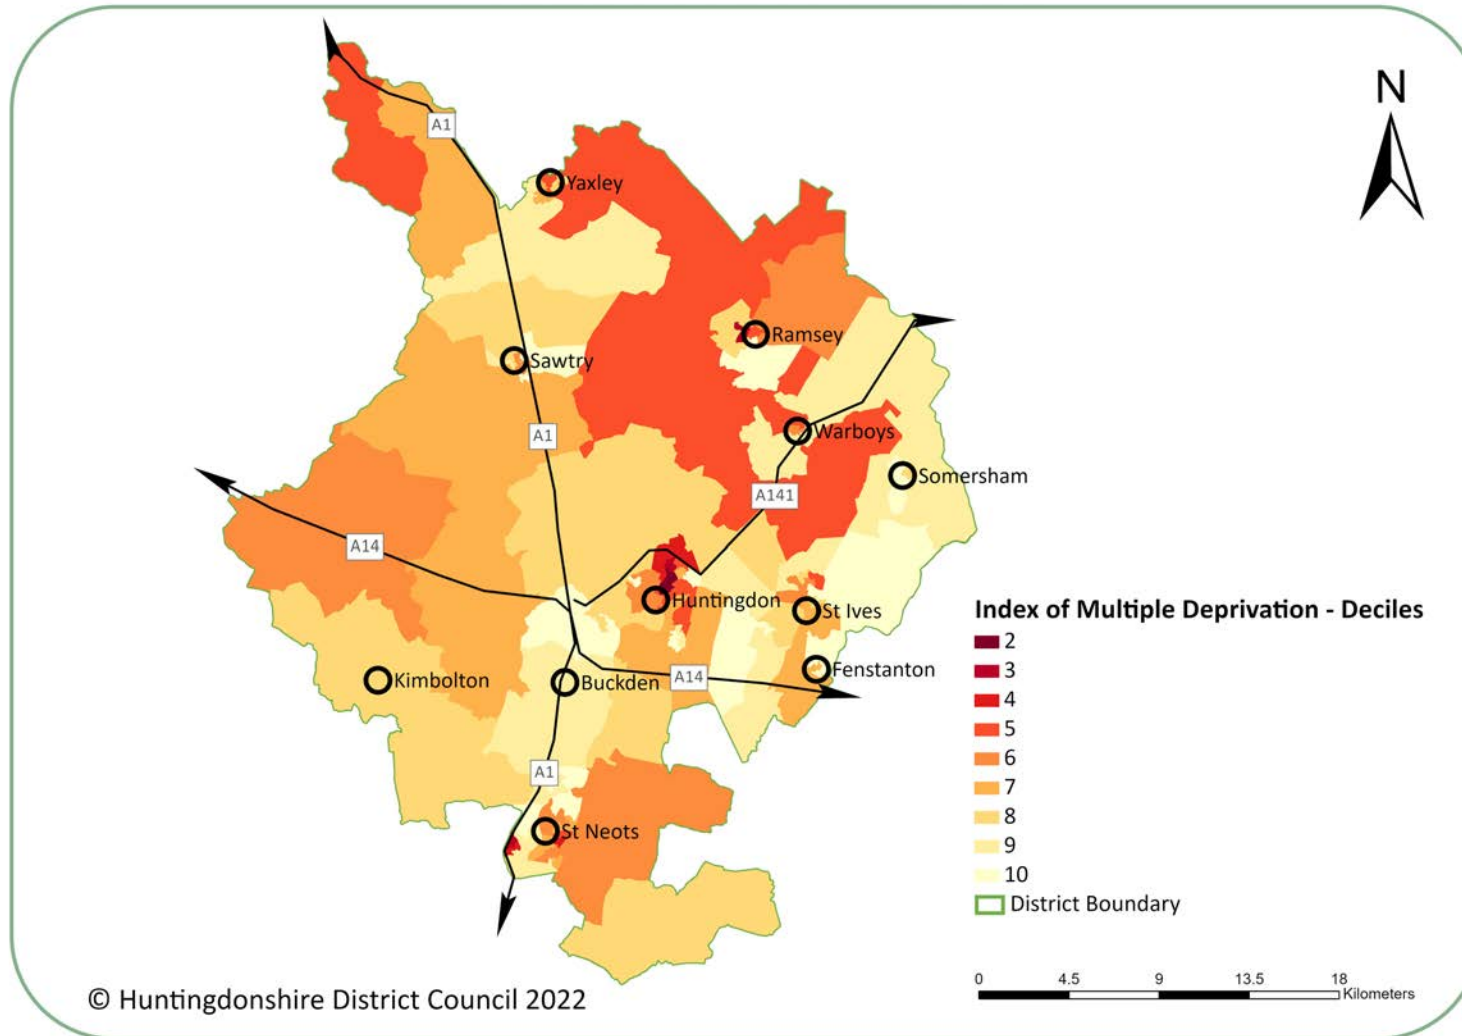 N
A1
Yaxley
Ramsey
Sawtry
A1
Warboys
Somersham
A141
A14
Huntingdon
St Ives
Kimbolton
Buckden
A14
Fenstanton
A1
St Neots
Index of Multiple Deprivation - Deciles
2
3
4
5
6
7
8
9
10
District Boundary
0 4.5 9 13.5 18
Kilometers
© Huntingdonshire District Council 2022